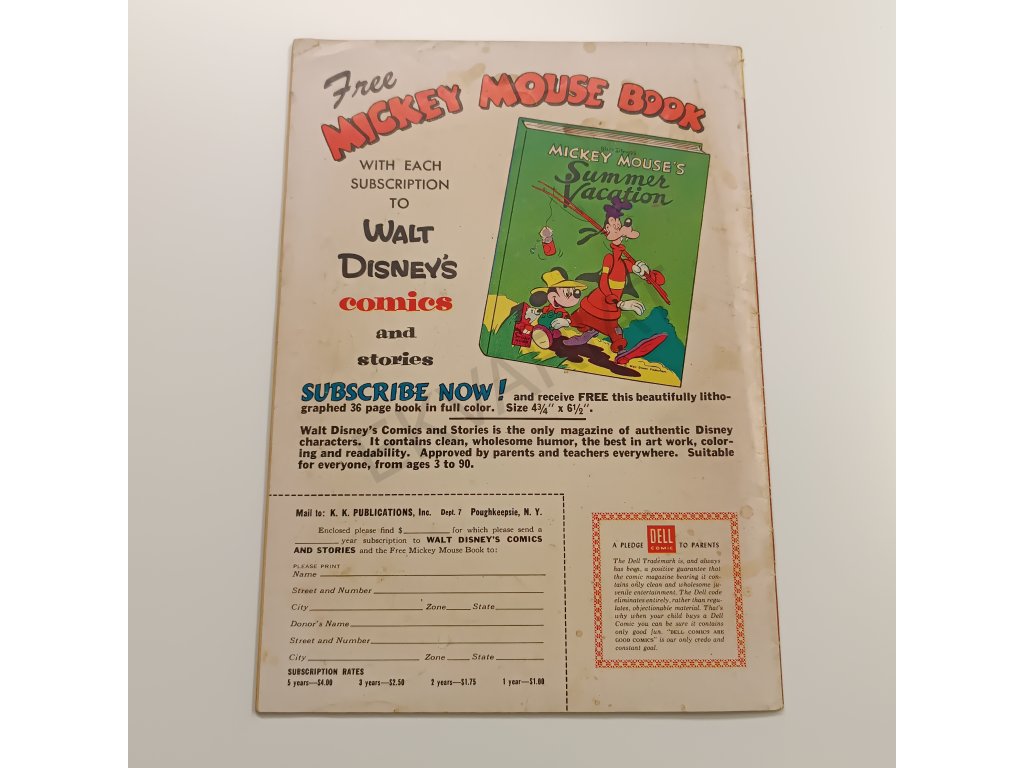 Free
MICKEY MOUSE BOOK
WITH EACH
SUBSCRIPTION
TO
WALT
DISNEY'S
comics
and
stories
Walt Disney's
MICKEY MOUSE'S
Summer
Vacation
SUBSCRIBE NOW! and receive FREE this beautifully litho-
graphed 36 page book in full color. Size 4¾" x 6½".
Walt Disney's Comics and Stories is the only magazine of authentic Disney
characters. It contains clean, wholesome humor, the best in art work, color-
ing and readability. Approved by parents and teachers everywhere. Suitable
for everyone, from ages 3 to 90.
Mail to: K. K. PUBLICATIONS, Inc. Dept. 7 Poughkeepsie, N. Y.
Enclosed please find $ for which please send a
year subscription to WALT DISNEY'S COMICS
AND STORIES and the Free Mickey Mouse Book to:
PLEASE PRINT
Name
Street and Number
City Zone State
Donor's Name
Street and Number
City Zone State
SUBSCRIPTION RATES
5 years—$4.00 3 years—$2.50 2 years—$1.75 1 year—$1.00
A PLEDGE DELL COMIC TO PARENTS
The Dell Trademark is, and always
has been, a positive guarantee that
the comic magazine bearing it con-
tains only clean and wholesome ju-
venile entertainment. The Dell code
eliminates entirely, rather than regu-
lates, objectionable material. That's
why when your child buys a Dell
Comic you can be sure it contains
only good fun. "DELL COMICS ARE
GOOD COMICS" is our only credo and
constant goal.